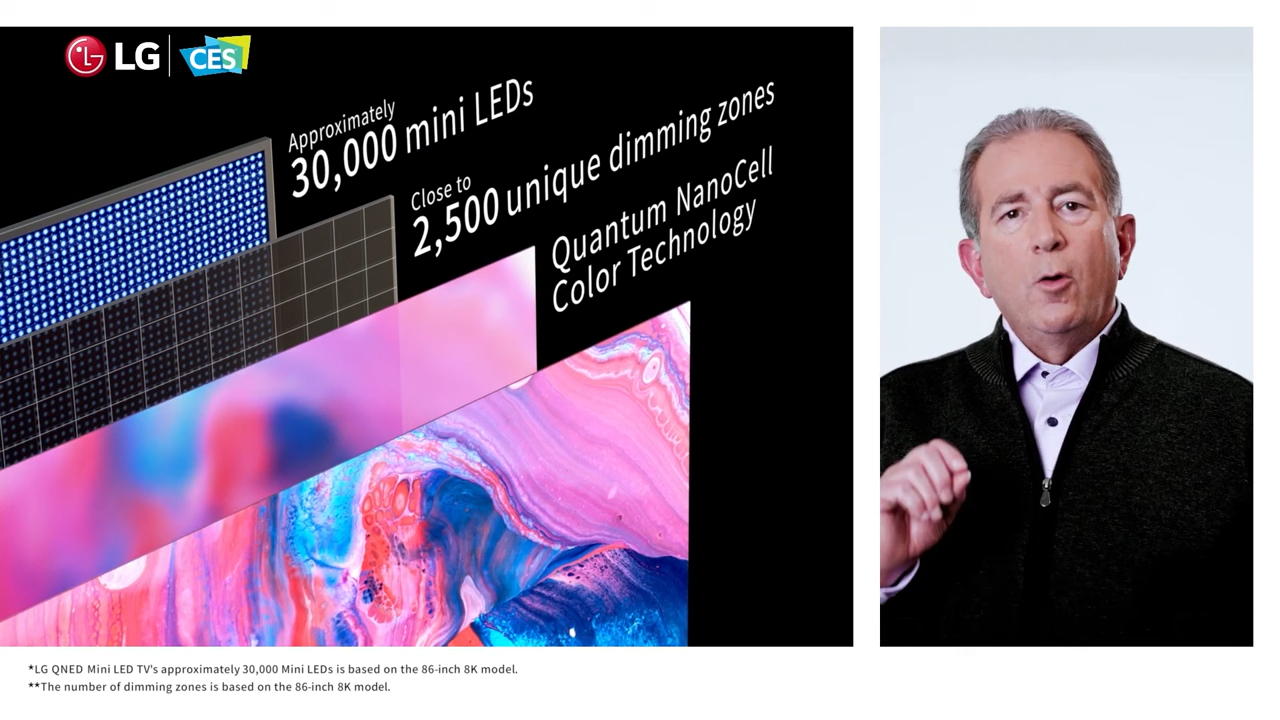 LG
CES
Approximately
30,000 mini LEDs
Close to
2,500 unique dimming zones
Quantum NanoCell
Color Technology
*LG QNED Mini LED TV's approximately 30,000 Mini LEDs is based on the 86-inch 8K model.
**The number of dimming zones is based on the 86-inch 8K model.